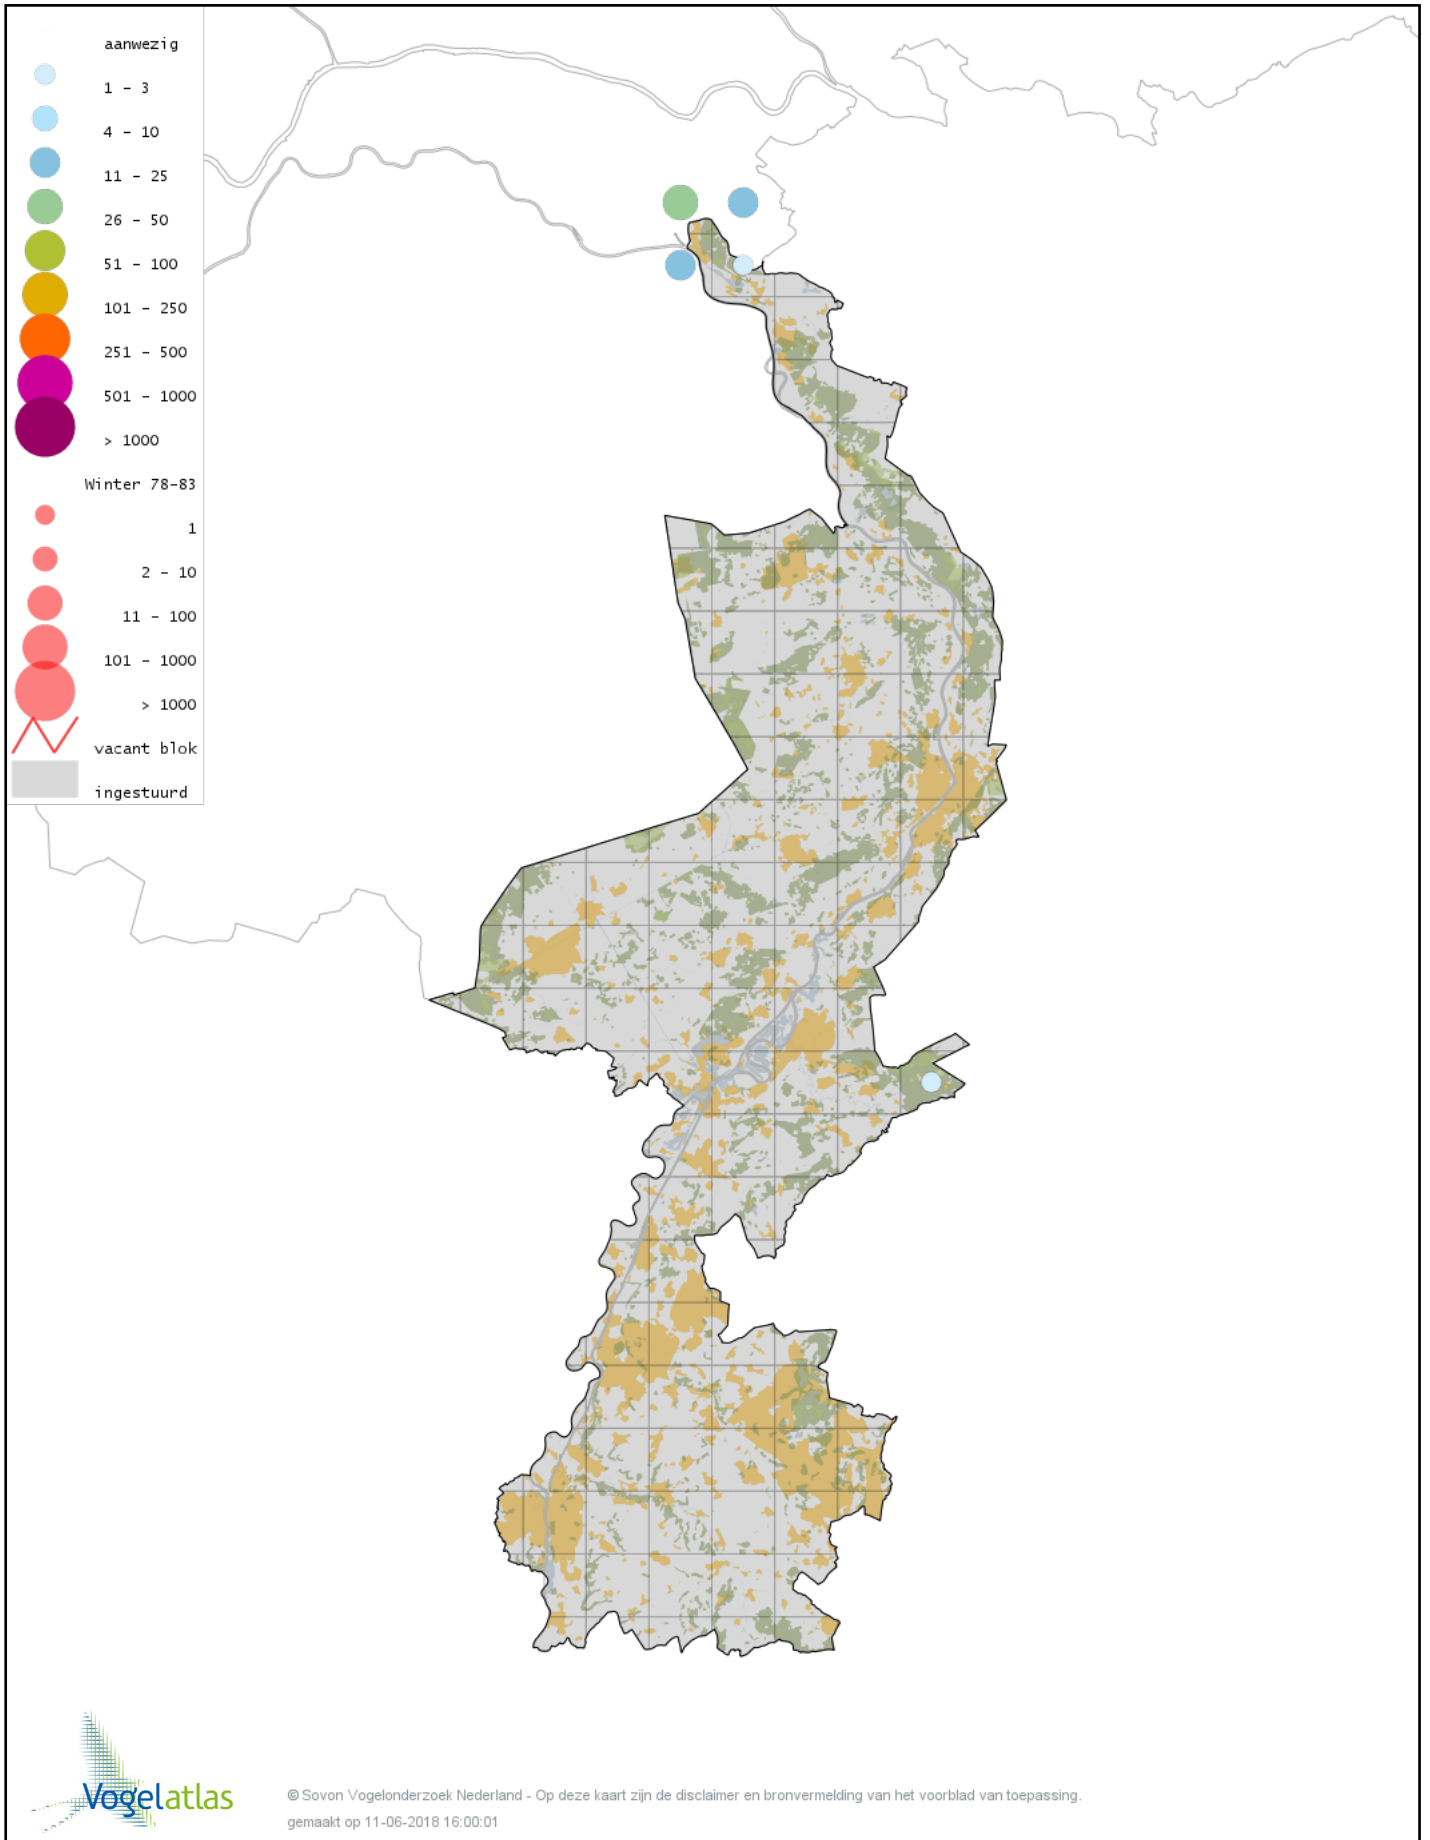 aanwezig
1 - 3
4 - 10
11 - 25
26 - 50
51 - 100
101 - 250
251 - 500
501 - 1000
> 1000
Winter 78-83
1
2 - 10
11 - 100
101 - 1000
> 1000
vacant blok
ingestuurd
Vogelatlas
© Sovon Vogelonderzoek Nederland - Op deze kaart zijn de disclaimer en bronvermelding van het voorblad van toepassing.
gemaakt op 11-06-2018 16:00:01